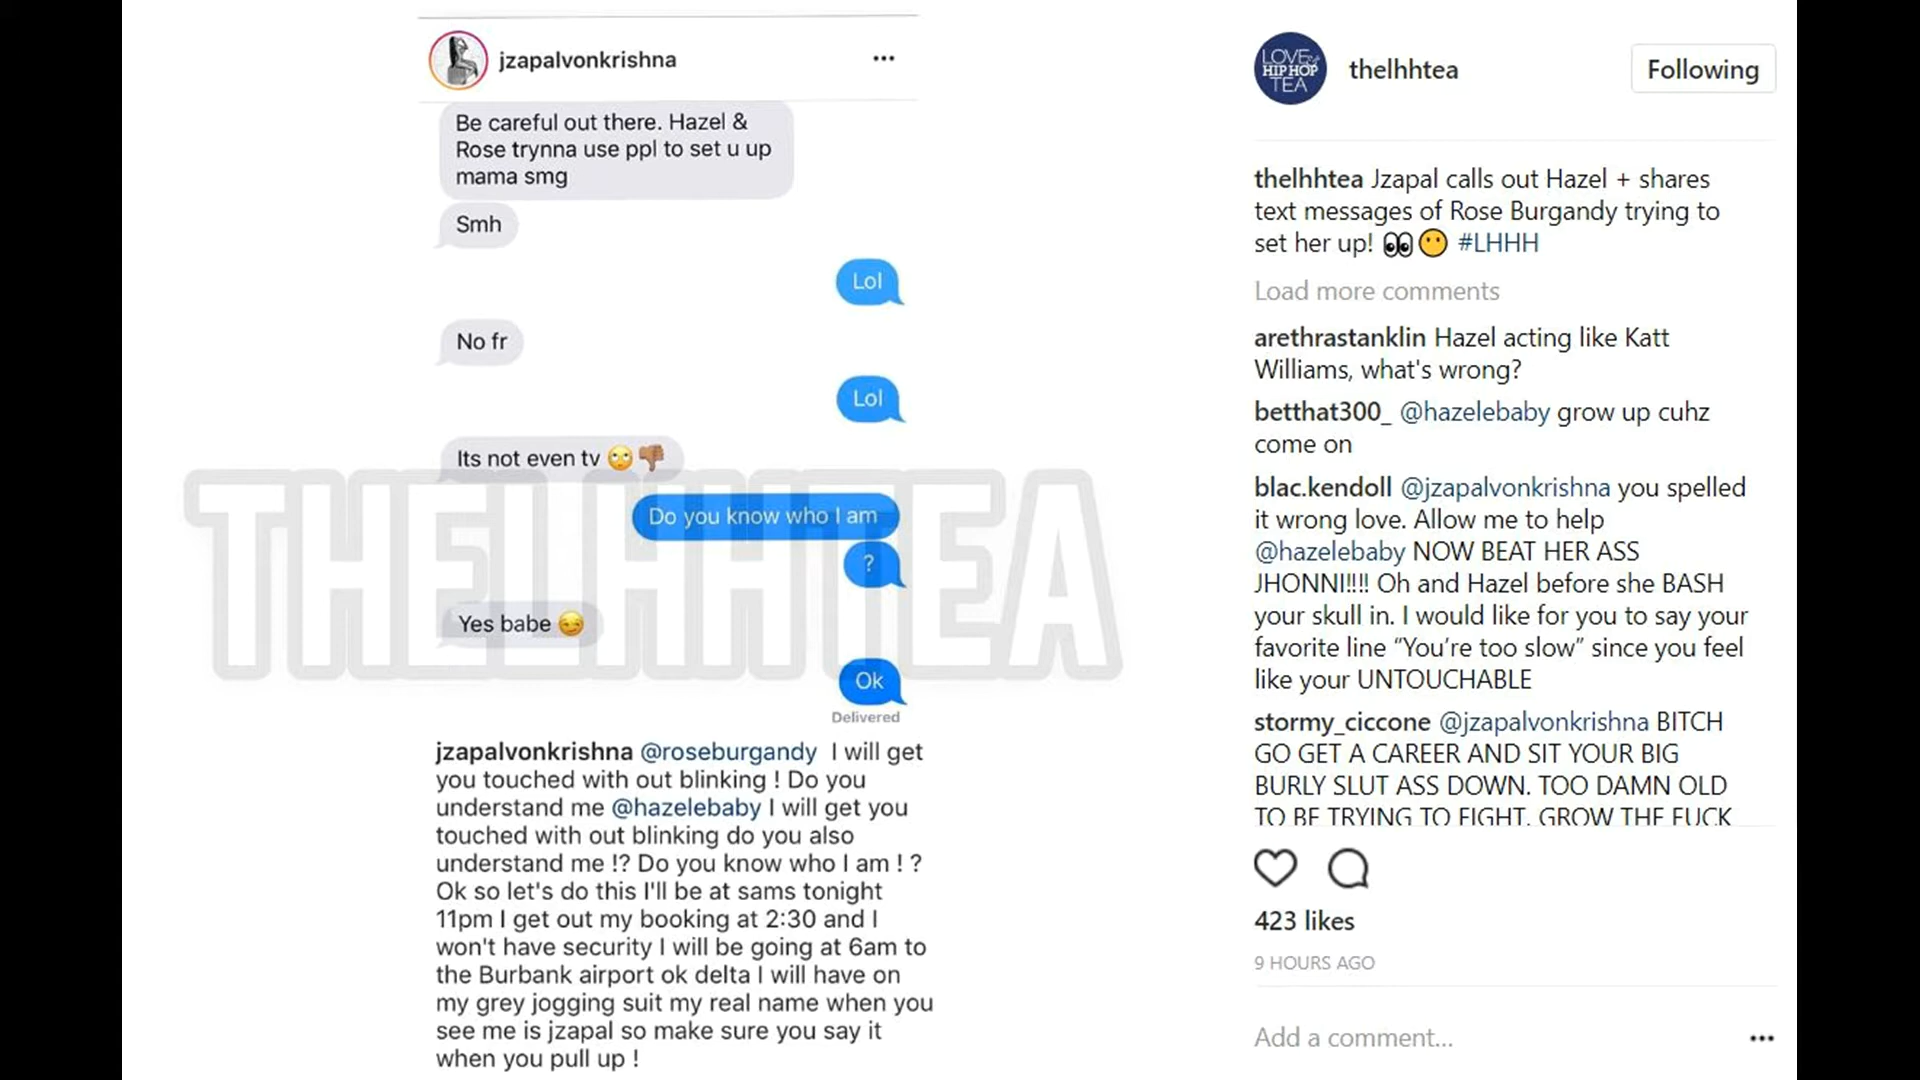 jzapalvonkrishna
Be careful out there. Hazel &
Rose trynna use ppl to set u up
mama smg
Smh
Lol
No fr
Lol
Its not even tv 🙄👎🏽
Do you know who I am
?
Yes babe 😏
Ok
Delivered
THELHHTEA
jzapalvonkrishna @roseburgandy I will get
you touched with out blinking ! Do you
understand me @hazelebaby I will get you
touched with out blinking do you also
understand me !? Do you know who I am ! ?
Ok so let's do this I'll be at sams tonight
11pm I get out my booking at 2:30 and I
won't have security I will be going at 6am to
the Burbank airport ok delta I will have on
my grey jogging suit my real name when you
see me is jzapal so make sure you say it
when you pull up !
LOVE &
HIP HOP
TEA
thelhhtea
Following
thelhhtea Jzapal calls out Hazel + shares
text messages of Rose Burgandy trying to
set her up! 👀😶 #LHHH
Load more comments
arethrastanklin Hazel acting like Katt
Williams, what's wrong?
betthat300_ @hazelebaby grow up cuhz
come on
blac.kendoll @jzapalvonkrishna you spelled
it wrong love. Allow me to help
@hazelebaby NOW BEAT HER ASS
JHONNI!!!! Oh and Hazel before she BASH
your skull in. I would like for you to say your
favorite line “You’re too slow” since you feel
like your UNTOUCHABLE
stormy_ciccone @jzapalvonkrishna BITCH
GO GET A CAREER AND SIT YOUR BIG
BURLY SLUT ASS DOWN. TOO DAMN OLD
TO BE TRYING TO FIGHT. GROW THE FUCK
423 likes
9 HOURS AGO
Add a comment...